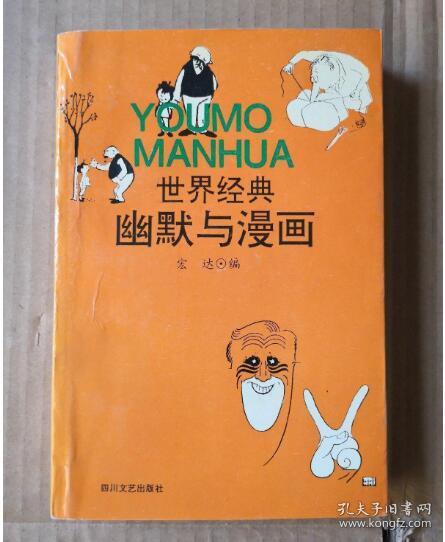 YOUMO
MANHUA
世界经典
幽默与漫画
宏 达⊙编
四川文艺出版社
孔夫子旧书网
www.kongfz.com